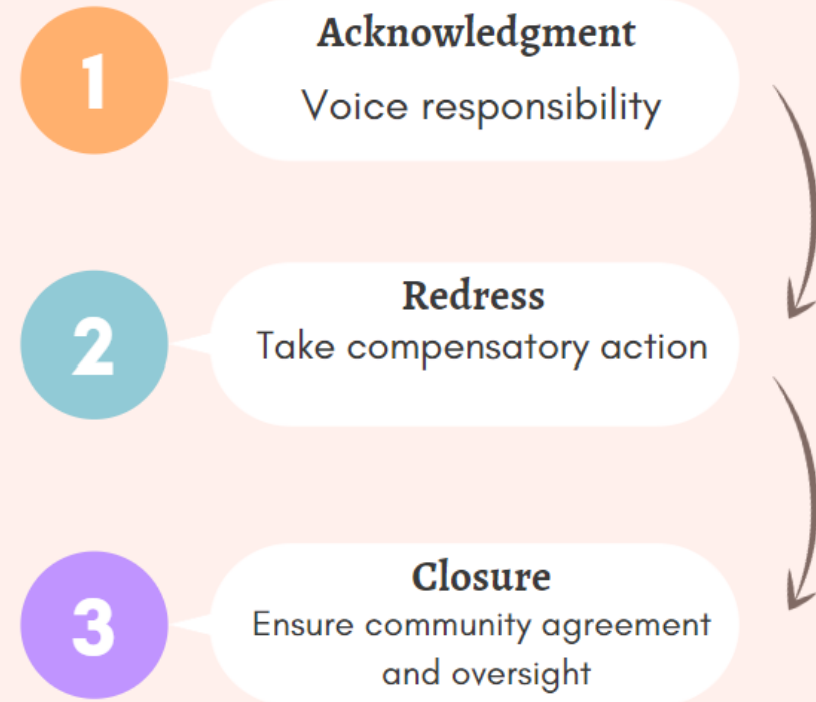 1
Acknowledgment
Voice responsibility
2
Redress
Take compensatory action
3
Closure
Ensure community agreement
and oversight